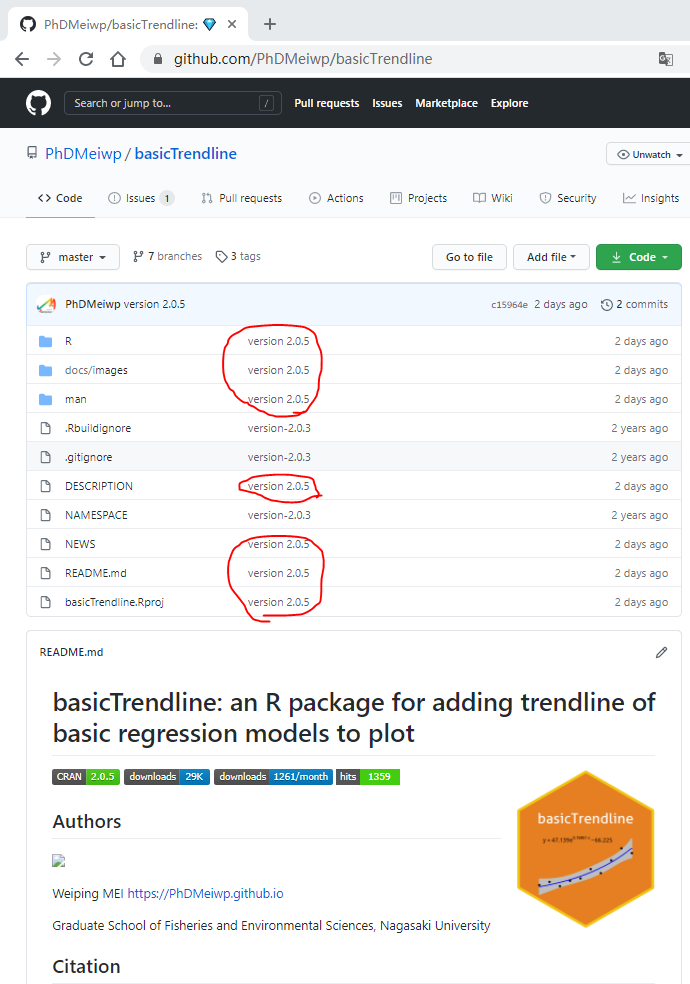 PhDMeiwp/basicTrendline: 💎
github.com/PhDMeiwp/basicTrendline
Search or jump to... /
Pull requests Issues Marketplace Explore
PhDMeiwp / basicTrendline
Unwatch
Code Issues 1 Pull requests Actions Projects Wiki Security Insights
master 7 branches 3 tags Go to file Add file Code
PhDMeiwp version 2.0.5 c15964e 2 days ago 2 commits
R version 2.0.5 2 days ago
docs/images version 2.0.5 2 days ago
man version 2.0.5 2 days ago
.Rbuildignore version-2.0.3 2 years ago
.gitignore version-2.0.3 2 years ago
DESCRIPTION version 2.0.5 2 days ago
NAMESPACE version-2.0.3 2 years ago
NEWS version 2.0.5 2 days ago
README.md version 2.0.5 2 days ago
basicTrendline.Rproj version 2.0.5 2 days ago
README.md
basicTrendline: an R package for adding trendline of
basic regression models to plot
CRAN 2.0.5 downloads 29K downloads 1261/month hits 1359
basicTrendline
Authors
Weiping MEI https://PhDMeiwp.github.io
Graduate School of Fisheries and Environmental Sciences, Nagasaki University
Citation